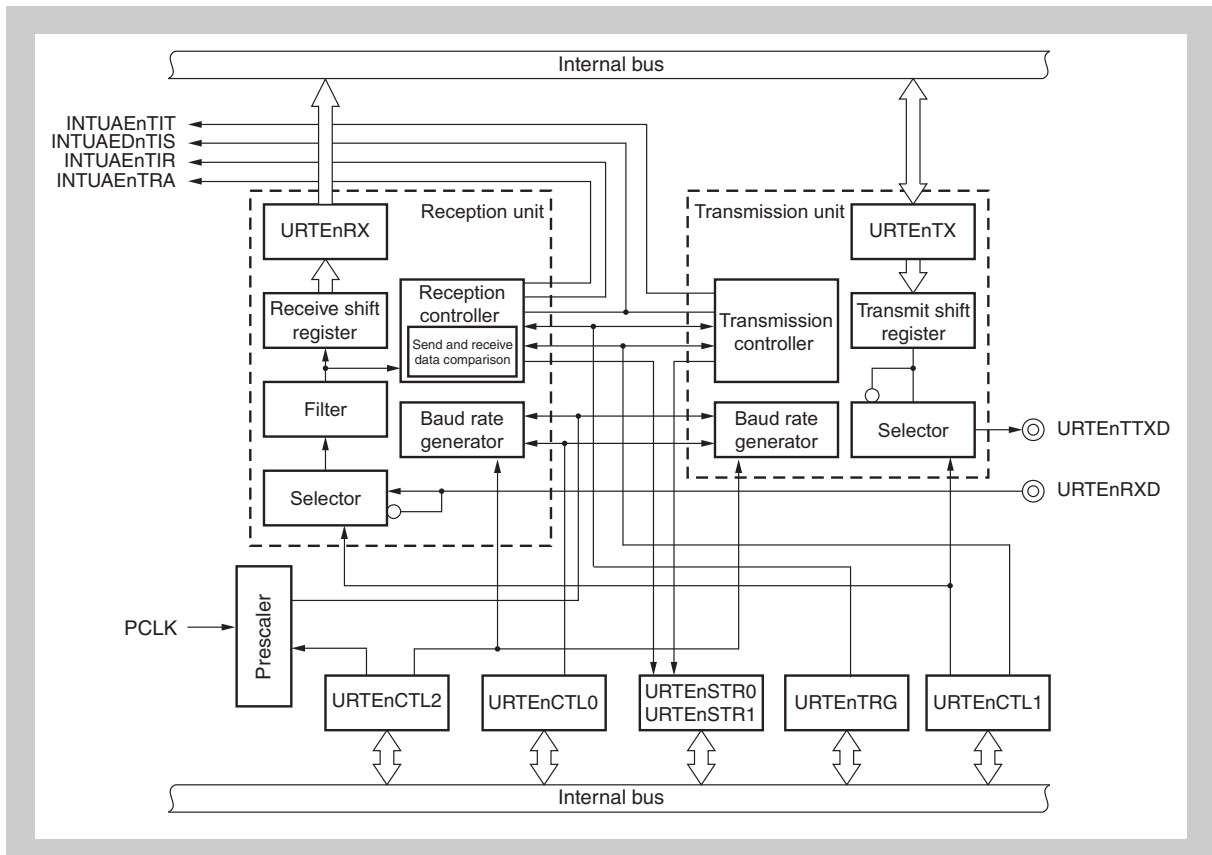 Internal bus
INTUAEnTIT
INTUAEDnTIS
INTUAEnTIR
INTUAEnTRA
Reception unit
Transmission unit
URTEnRX
URTEnTX
Receive shift
register
Reception
controller
Send and receive
data comparison
Transmission
controller
Transmit shift
register
Filter
Baud rate
generator
Baud rate
generator
Selector
URTEnTTXD
Selector
URTEnRXD
Prescaler
PCLK
URTEnCTL2
URTEnCTL0
URTEnSTR0
URTEnSTR1
URTEnTRG
URTEnCTL1
Internal bus